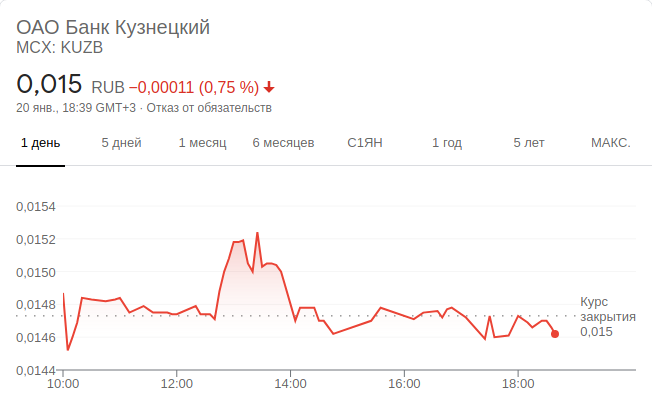 ОАО Банк Кузнецкий
MCX: KUZB
0,015 RUB −0,00011 (0,75 %)
20 янв., 18:39 GMT+3 · Отказ от обязательств
1 день 5 дней 1 месяц 6 месяцев С1ЯН 1 год 5 лет МАКС.
0,0154
0,0152
0,0150
0,0148
0,0146
0,0144
Курс
закрытия
0,015
10:00 12:00 14:00 16:00 18:00